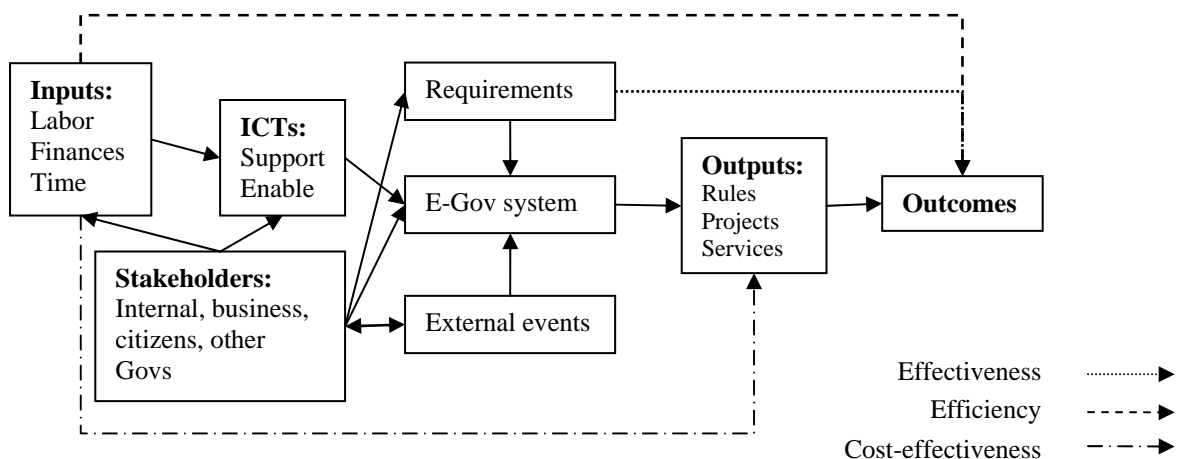 Inputs:
Labor
Finances
Time
ICTs:
Support
Enable
Stakeholders:
Internal, business,
citizens, other
Govs
Requirements
E-Gov system
External events
Outputs:
Rules
Projects
Services
Outcomes
Effectiveness
Efficiency
Cost-effectiveness